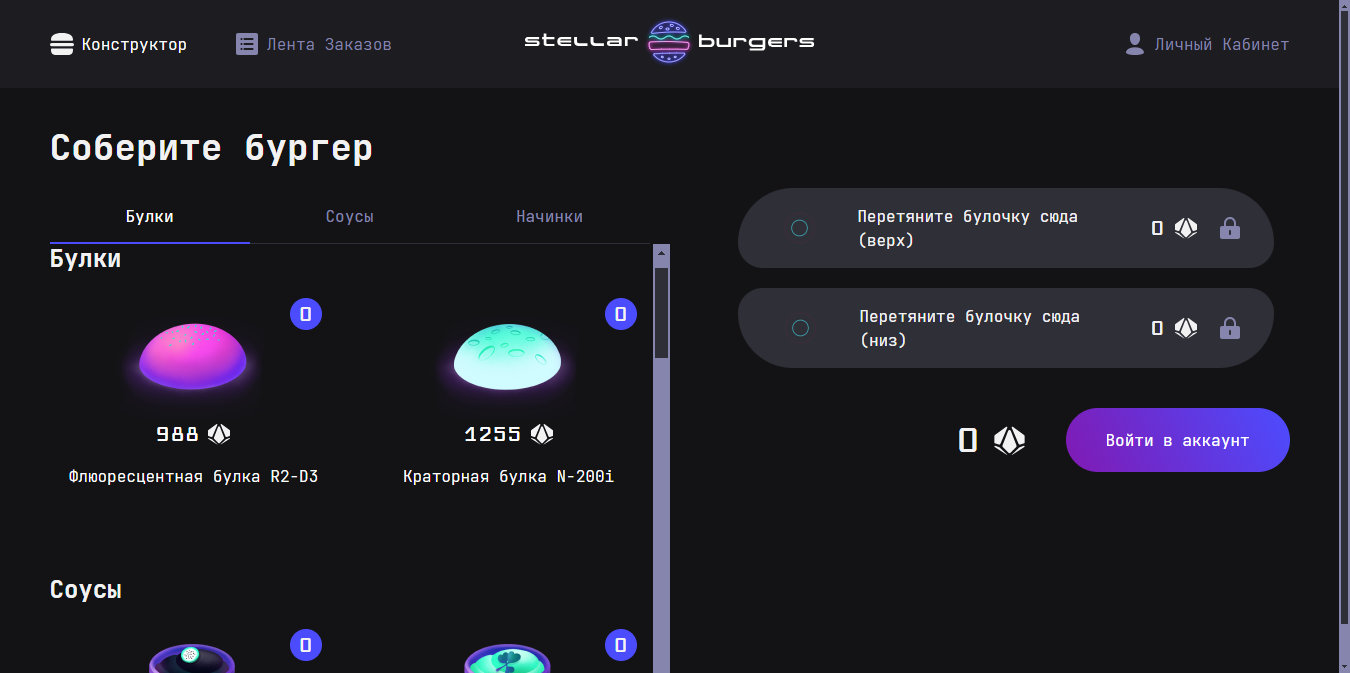 Конструктор
Лента Заказов
stellar burgers
Личный Кабинет
Соберите бургер
Булки
Соусы
Начинки
Булки
0
0
988
1255
Флюоресцентная булка R2-D3
Краторная булка N-200i
Соусы
0
0
Перетяните булочку сюда
(верх)
0
Перетяните булочку сюда
(низ)
0
0
Войти в аккаунт